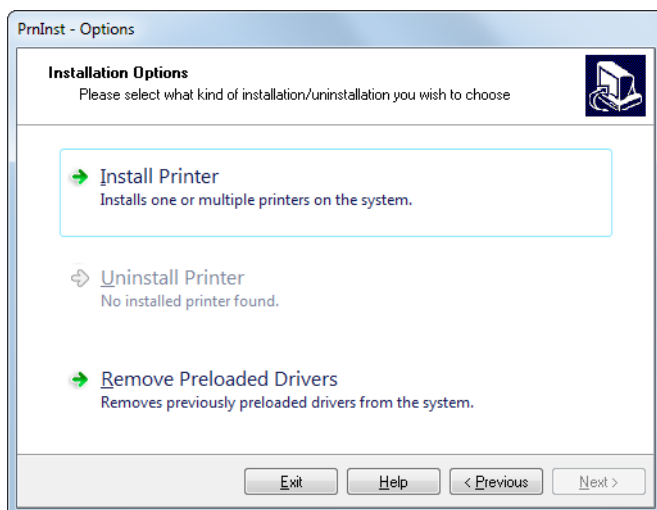 PrnInst - Options
Installation Options
Please select what kind of installation/uninstallation you wish to choose
Install Printer
Installs one or multiple printers on the system.
Uninstall Printer
No installed printer found.
Remove Preloaded Drivers
Removes previously preloaded drivers from the system.
Exit Help < Previous Next >